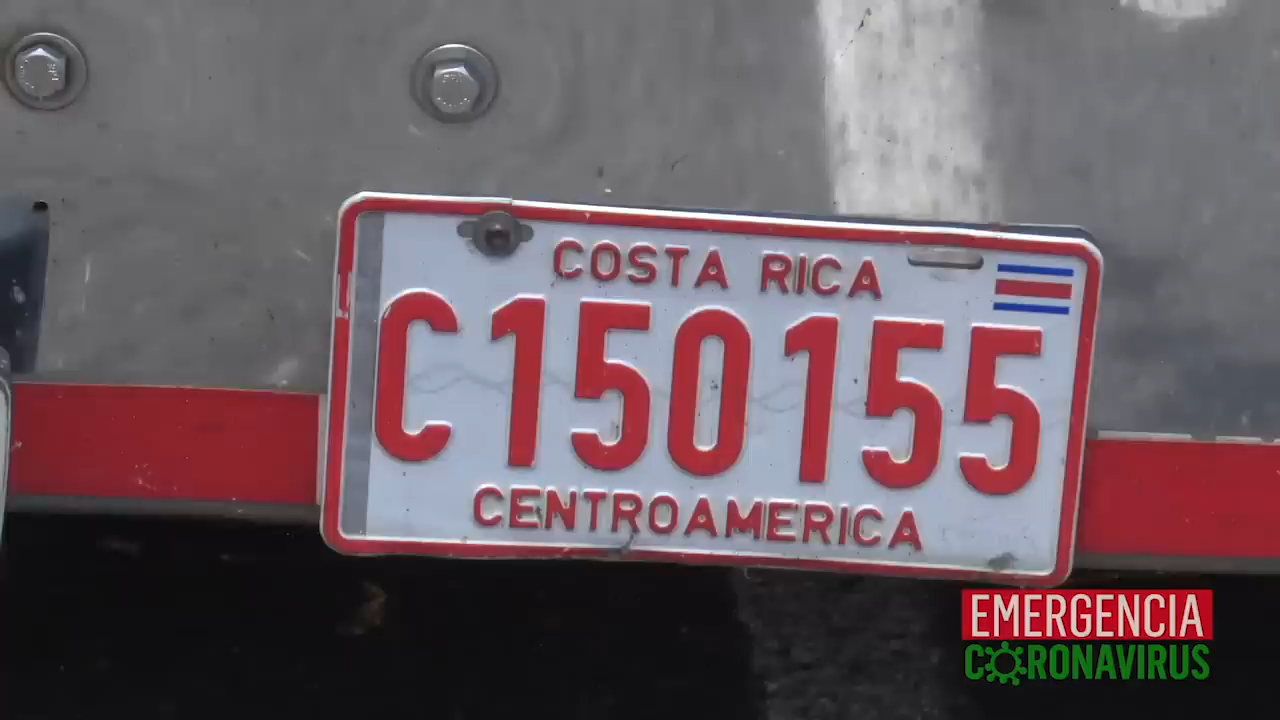 COSTA RICA
C150155
CENTROAMERICA
EMERGENCIA
CORONAVIRUS